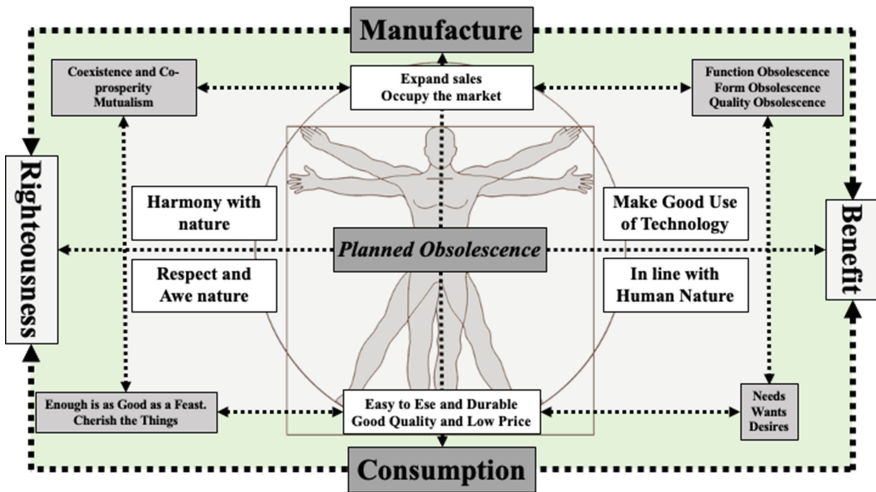 Manufacture
Coexistence and Co-
prosperity
Mutualism
Expand sales
Occupy the market
Function Obsolescence
Form Obsolescence
Quality Obsolescence
Righteousness
Harmony with
nature
Make Good Use
of Technology
Benefit
Planned Obsolescence
Respect and
Awe nature
In line with
Human Nature
Enough is as Good as a Feast.
Cherish the Things
Easy to Ese and Durable
Good Quality and Low Price
Needs
Wants
Desires
Consumption